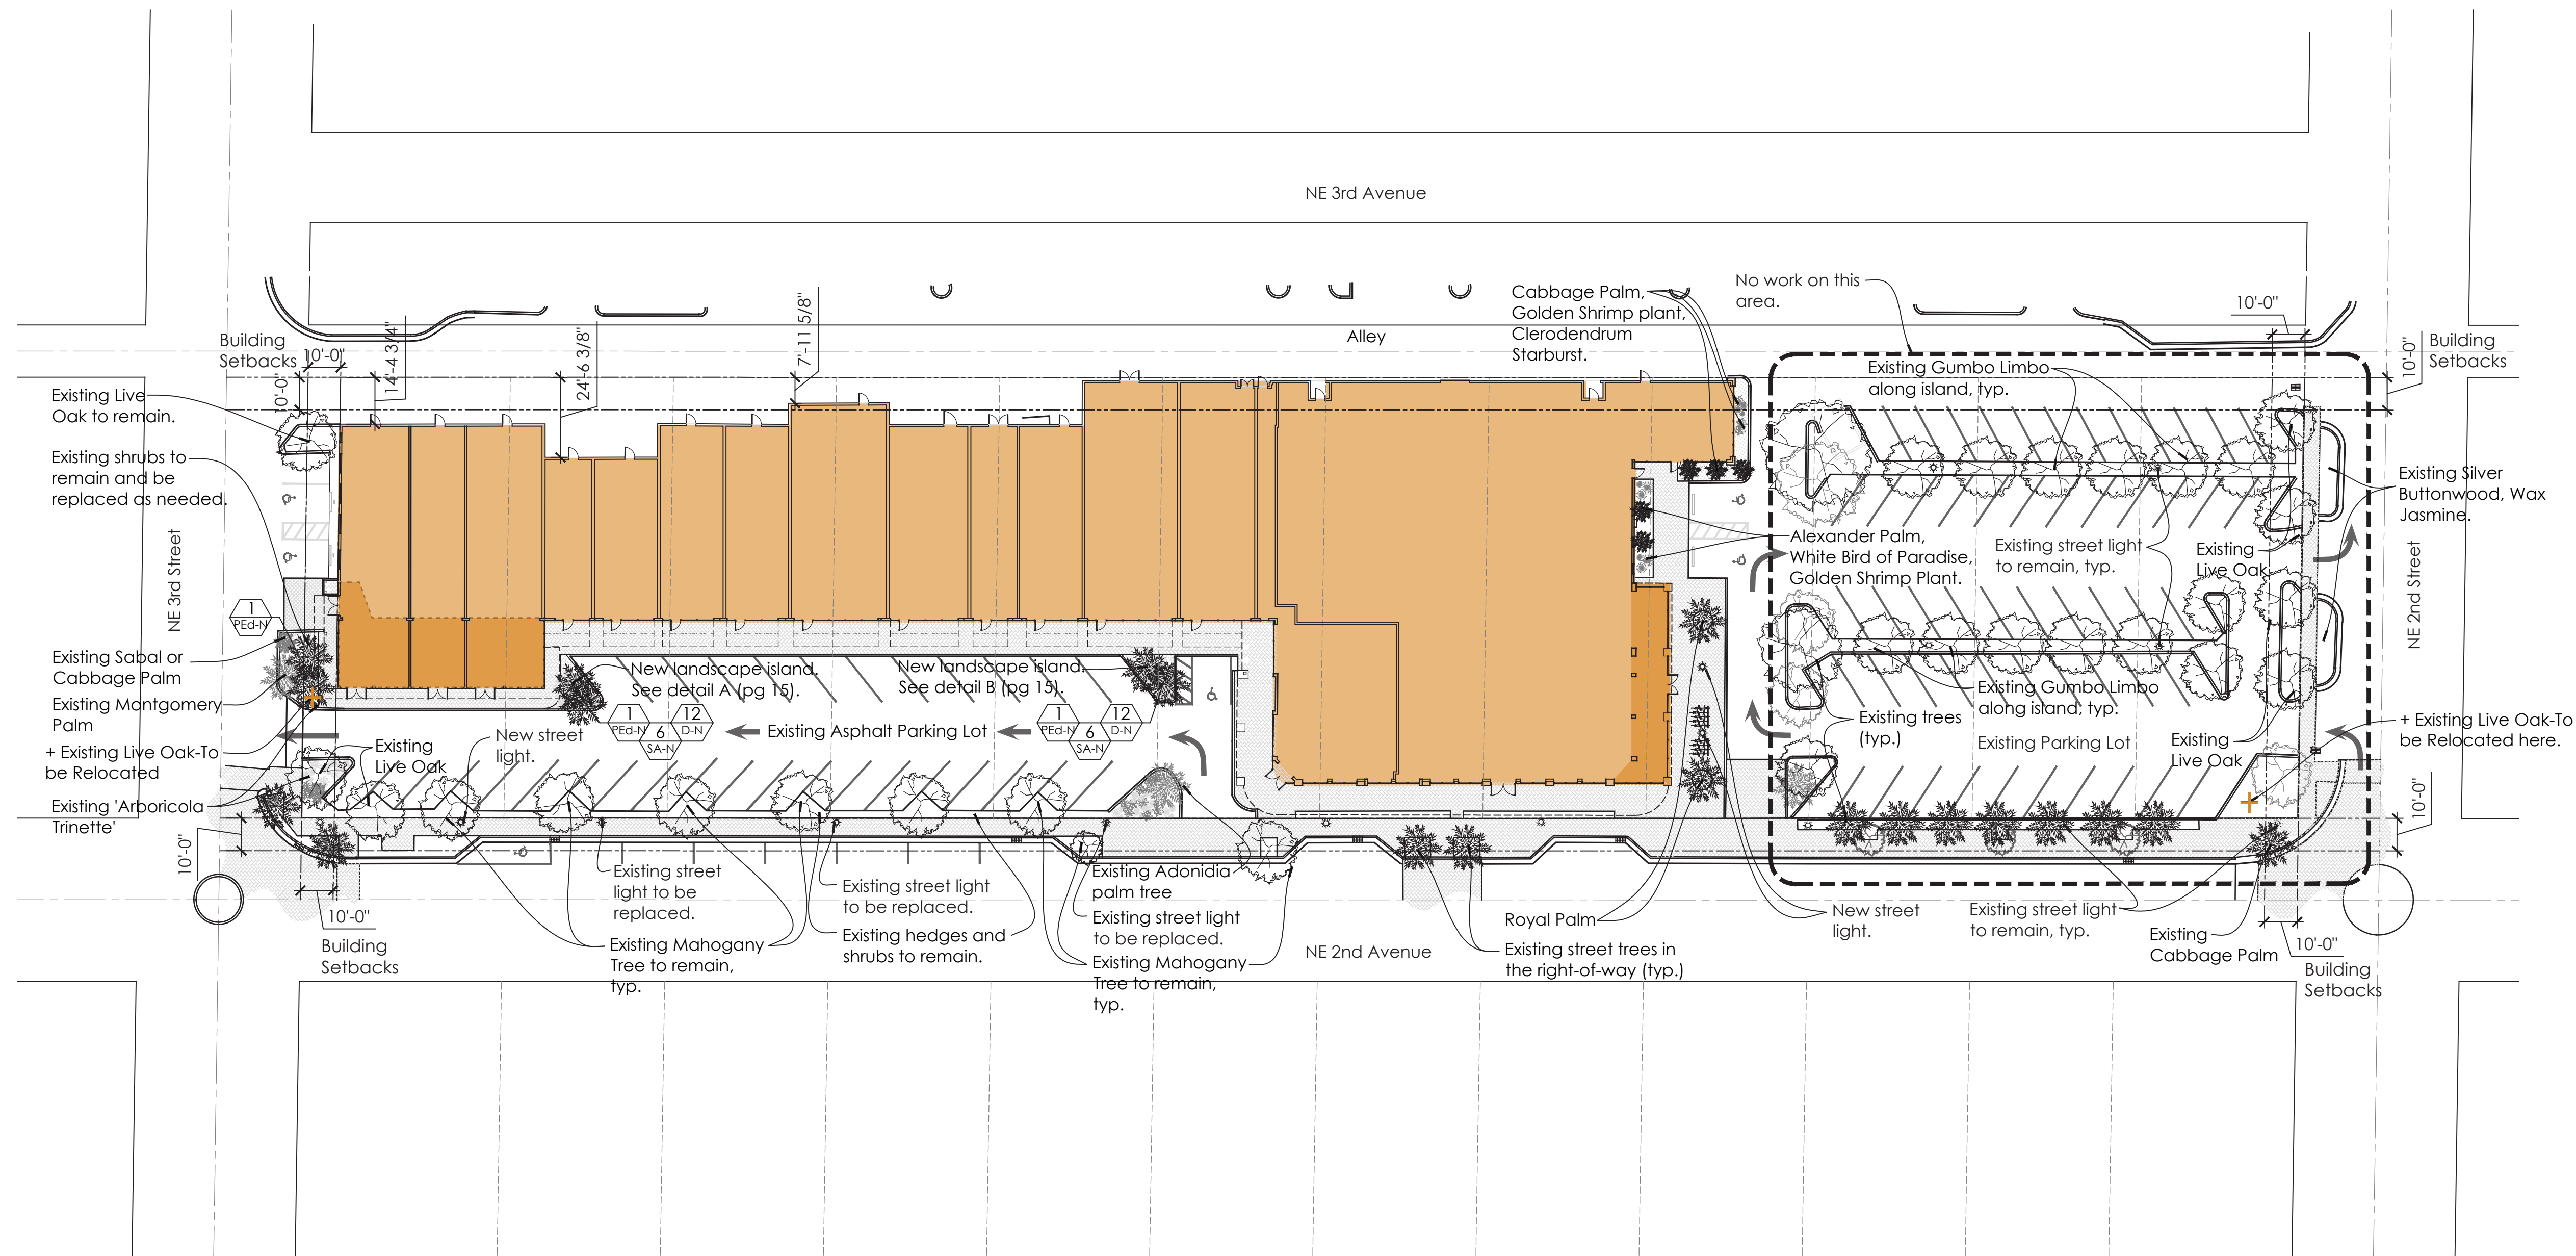 NE 3rd Avenue
Alley
Cabbage Palm,
Golden Shrimp plant,
Clerodendrum
Starburst.
No work on this
area.
10'-0"
10'-0"
Building
Setbacks
Building
Setbacks
10'-0"
10'-0"
14'-4 3/4"
24'-6 3/8"
7'-11 5/8"
Existing Live
Oak to remain.
Existing shrubs to
remain and be
replaced as needed.
NE 3rd Street
1
PEd-N
Existing Sabal or
Cabbage Palm
Existing Montgomery
Palm
+ Existing Live Oak-To
be Relocated
Existing 'Arboricola
Trinette'
10'-0"
10'-0"
Building
Setbacks
Existing
Live Oak
New street
light.
New landscape island.
See detail A (pg 15).
1
PEd-N
6
SA-N
12
D-N
Existing Asphalt Parking Lot
New landscape island.
See detail B (pg 15).
1
PEd-N
6
SA-N
12
D-N
Existing street
light to be
replaced.
Existing Mahogany
Tree to remain,
typ.
Existing street light
to be replaced.
Existing hedges and
shrubs to remain.
Existing Adonidia
palm tree
Existing street light
to be replaced.
Existing Mahogany
Tree to remain,
typ.
NE 2nd Avenue
Royal Palm
Existing street trees in
the right-of-way (typ.)
New street
light.
Existing street light
to remain, typ.
Existing
Cabbage Palm
10'-0"
Building
Setbacks
10'-0"
Existing Gumbo Limbo
along island, typ.
Existing Silver
Buttonwood, Wax
Jasmine.
Alexander Palm,
White Bird of Paradise,
Golden Shrimp Plant.
Existing street light
to remain, typ.
Existing
Live Oak
NE 2nd Street
Existing Gumbo Limbo
along island, typ.
Existing trees
(typ.)
Existing Parking Lot
Existing
Live Oak
+ Existing Live Oak-To
be Relocated here.